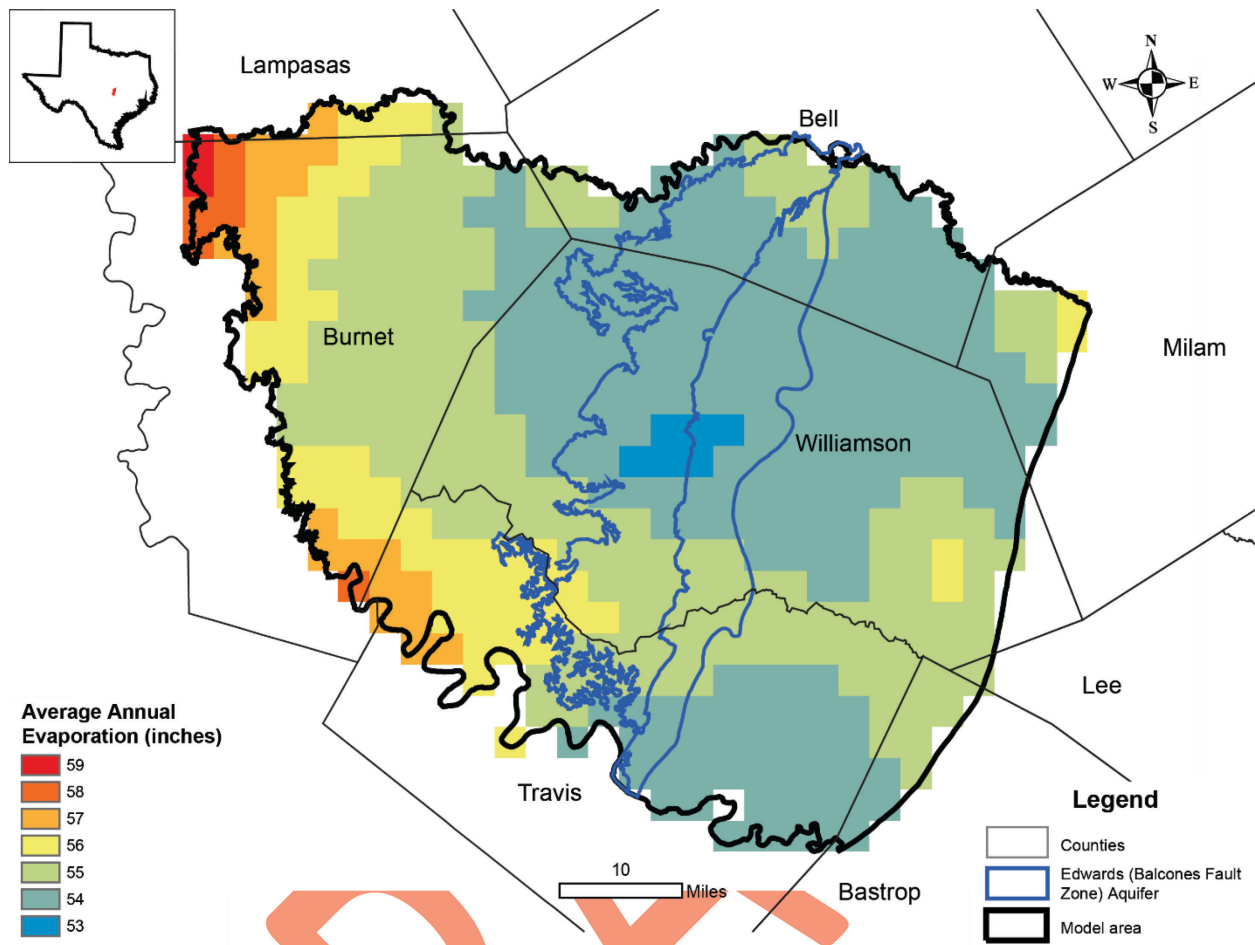 Lampasas
N
W E
S
Bell
Burnet
Milam
Williamson
Lee
Travis
Bastrop
Average Annual
Evaporation (inches)
59
58
57
56
55
54
53
10
Miles
Legend
Counties
Edwards (Balcones Fault
Zone) Aquifer
Model area